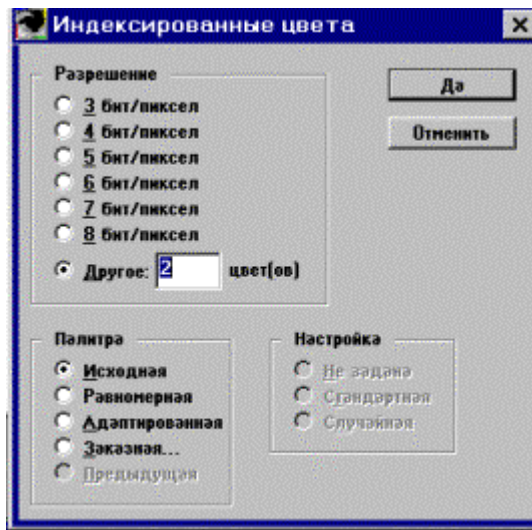 Индексированные цвета
Разрешение
3 бит/пиксел
4 бит/пиксел
5 бит/пиксел
6 бит/пиксел
7 бит/пиксел
8 бит/пиксел
Другое: 2 цвет(ов)
Да
Отменить
Палитра
Исходная
Равномерная
Адаптированная
Заказная...
Предыдущая
Настройка
Не задана
Стандартная
Случайная